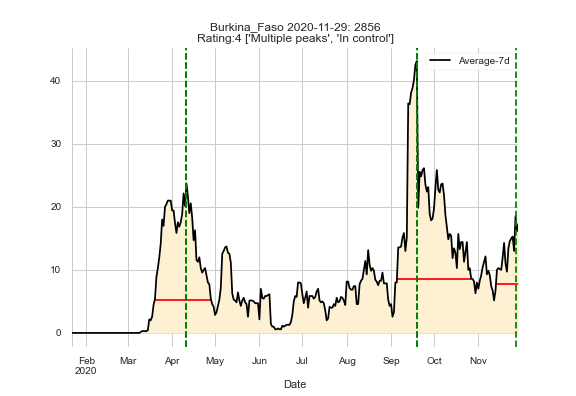 Burkina_Faso 2020-11-29: 2856
Rating:4 ['Multiple peaks', 'In control']
Average-7d
40
30
20
10
0
Feb Mar Apr May Jun Jul Aug Sep Oct Nov
2020
Date